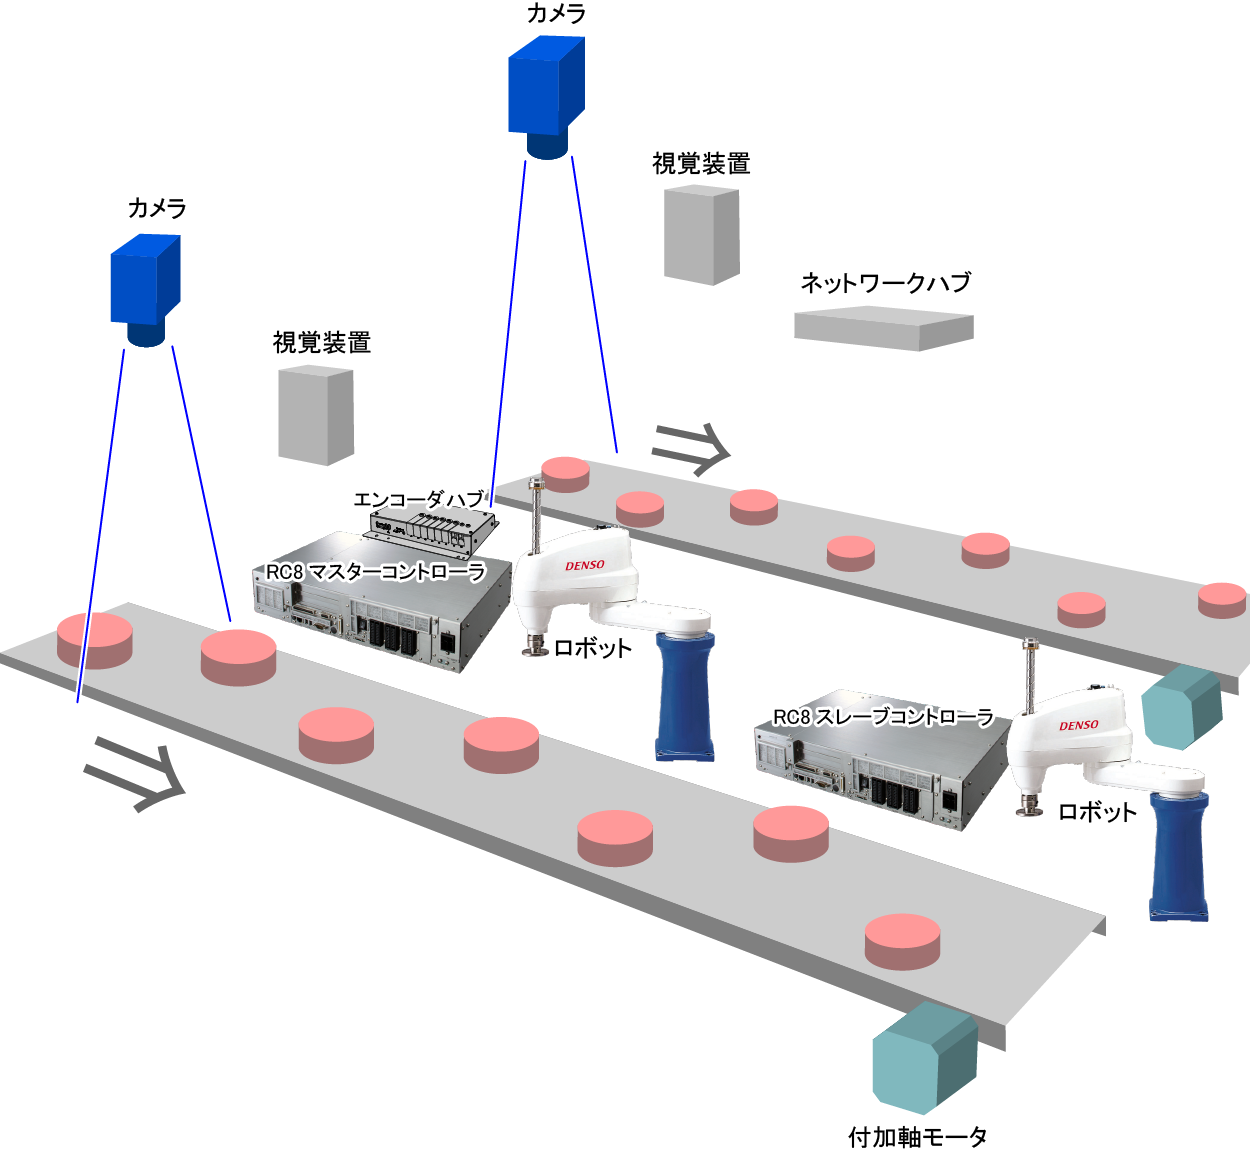 カメラ
カメラ
視覚装置
ネットワークハブ
視覚装置
エンコーダハブ
RC8 マスターコントローラ
DENSO
ロボット
RC8 スレーブコントローラ
DENSO
ロボット
付加軸モータ